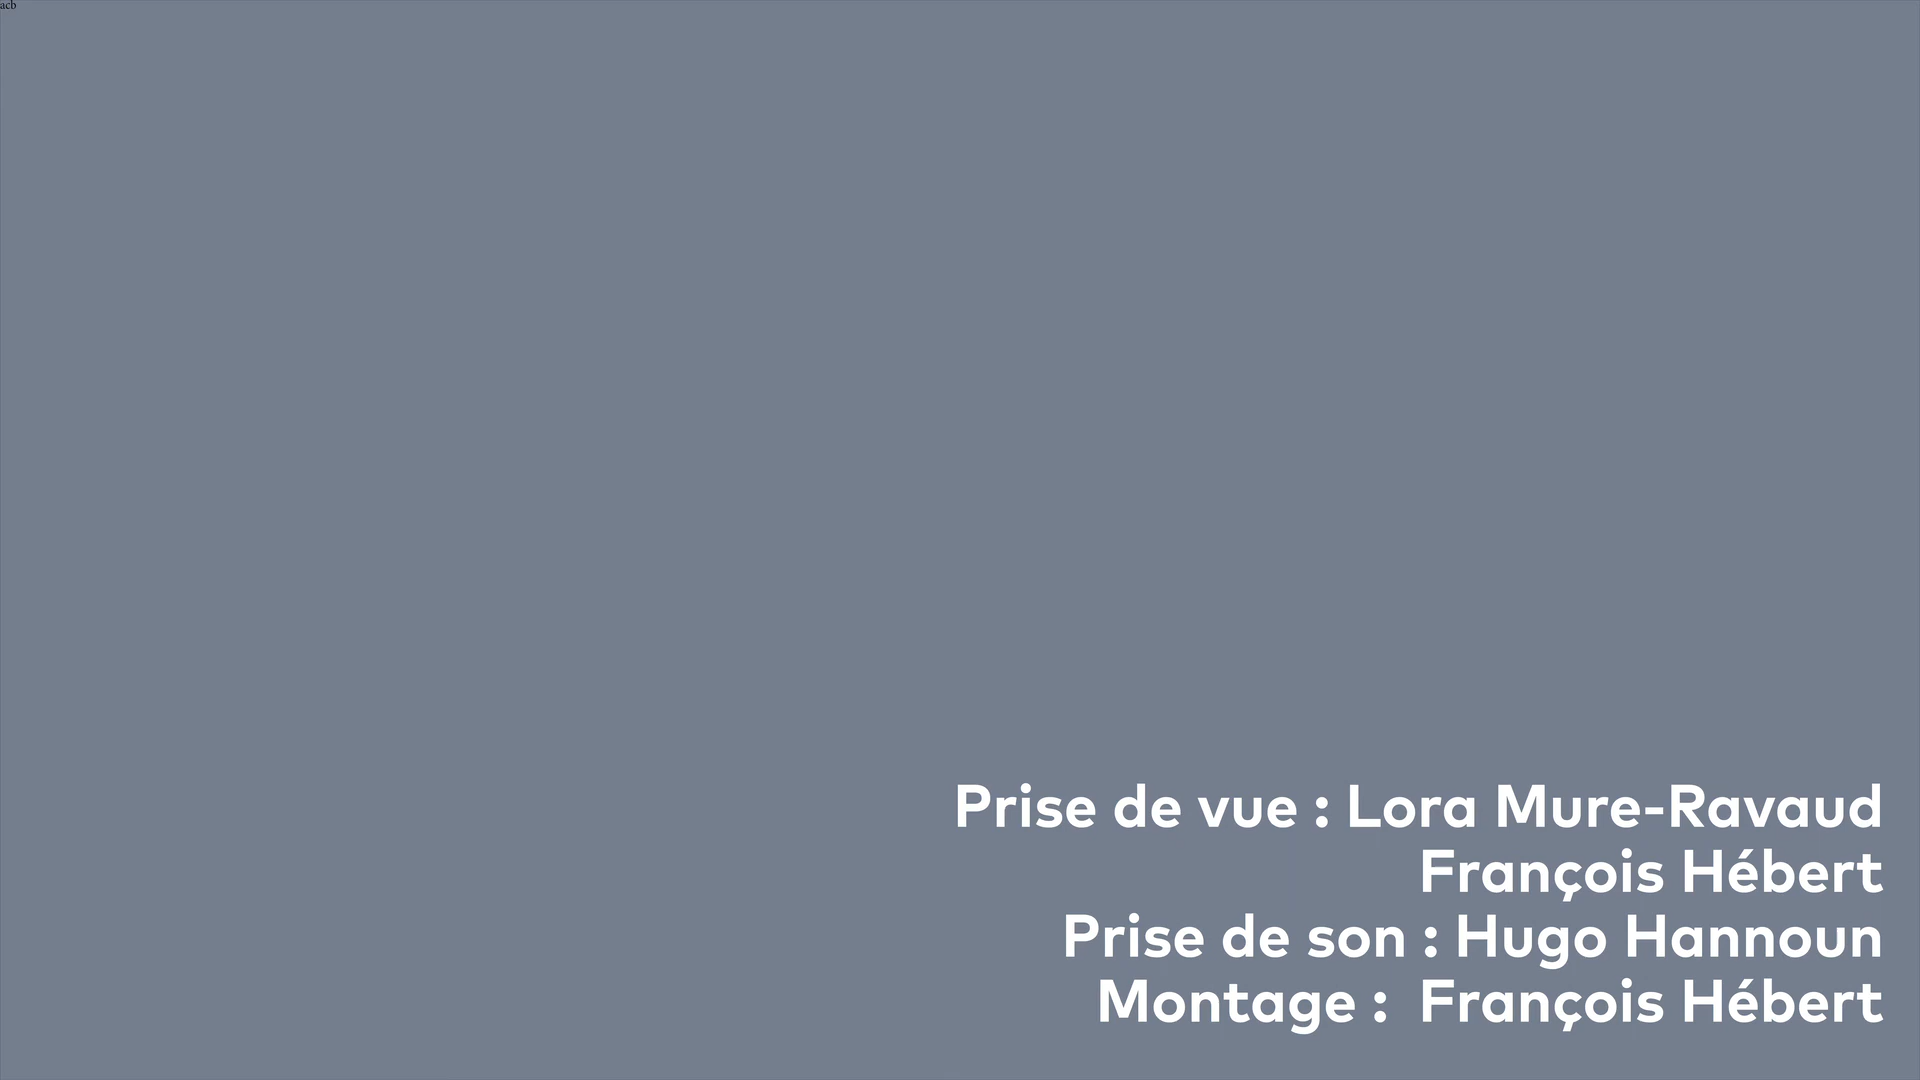 acb
Prise de vue : Lora Mure-Ravaud
François Hébert
Prise de son : Hugo Hannoun
Montage :  François Hébert